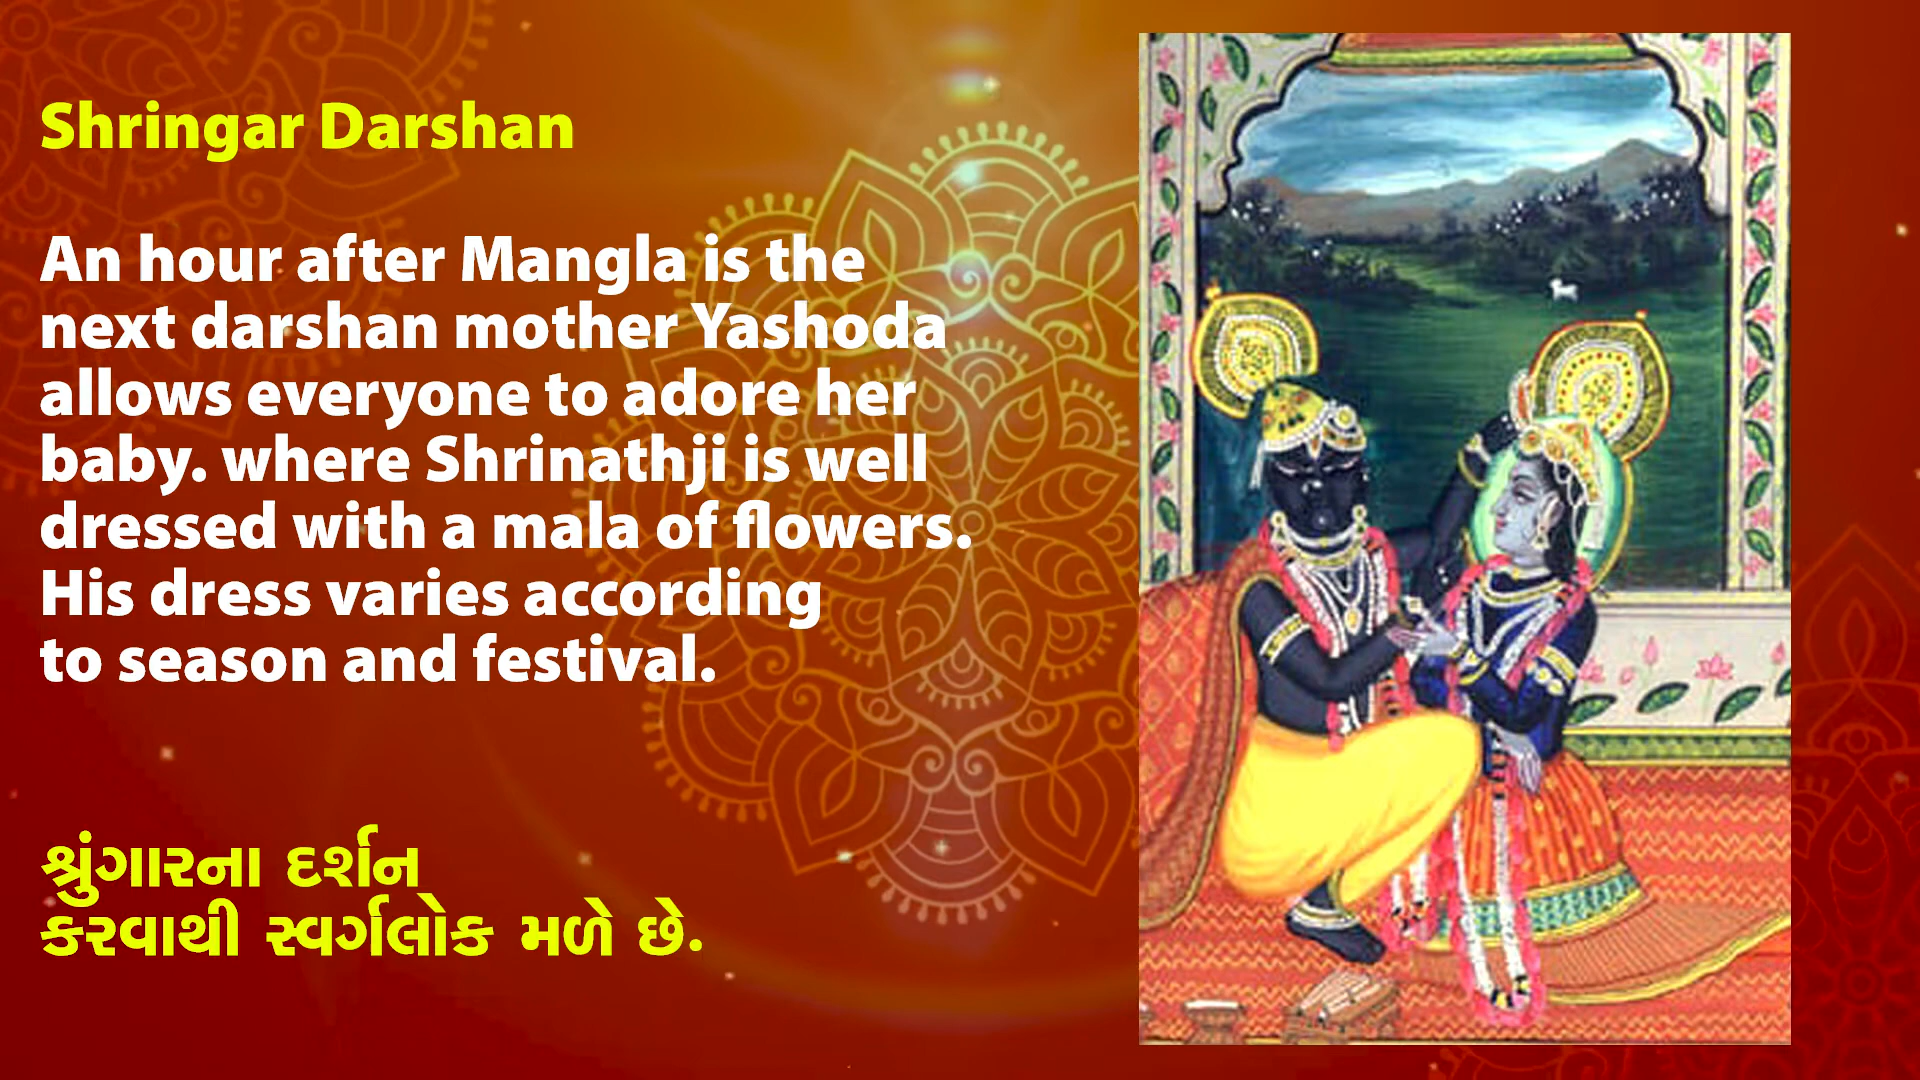 Shringar Darshan
An hour after Mangla is the
next darshan mother Yashoda
allows everyone to adore her
baby. where Shrinathji is well
dressed with a mala of flowers.
His dress varies according
to season and festival.
શ્રુંગારના દર્શન
કરવાથી સ્વર્ગલોક મળે છે.